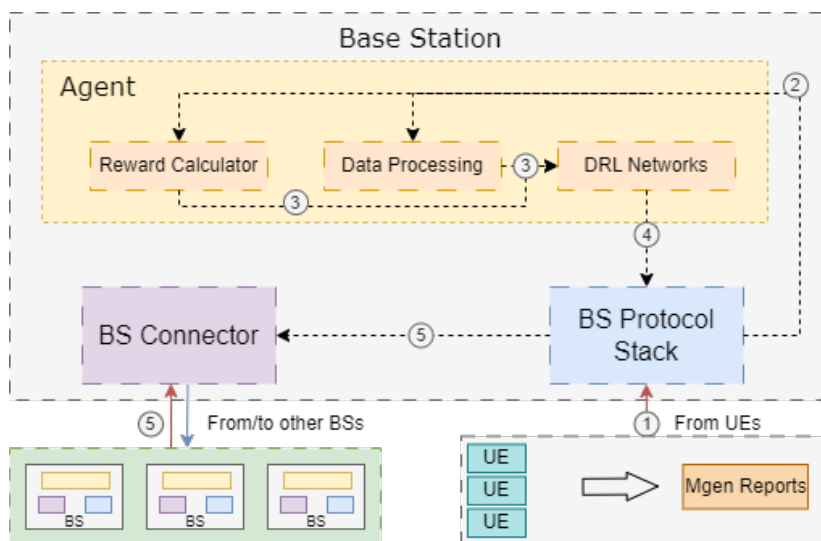 Base Station
Agent
2
Reward Calculator
Data Processing
3
DRL Networks
3
4
BS Connector
5
BS Protocol
Stack
5
From/to other BSs
1
From UEs
BS
BS
BS
UE
UE
UE
Mgen Reports